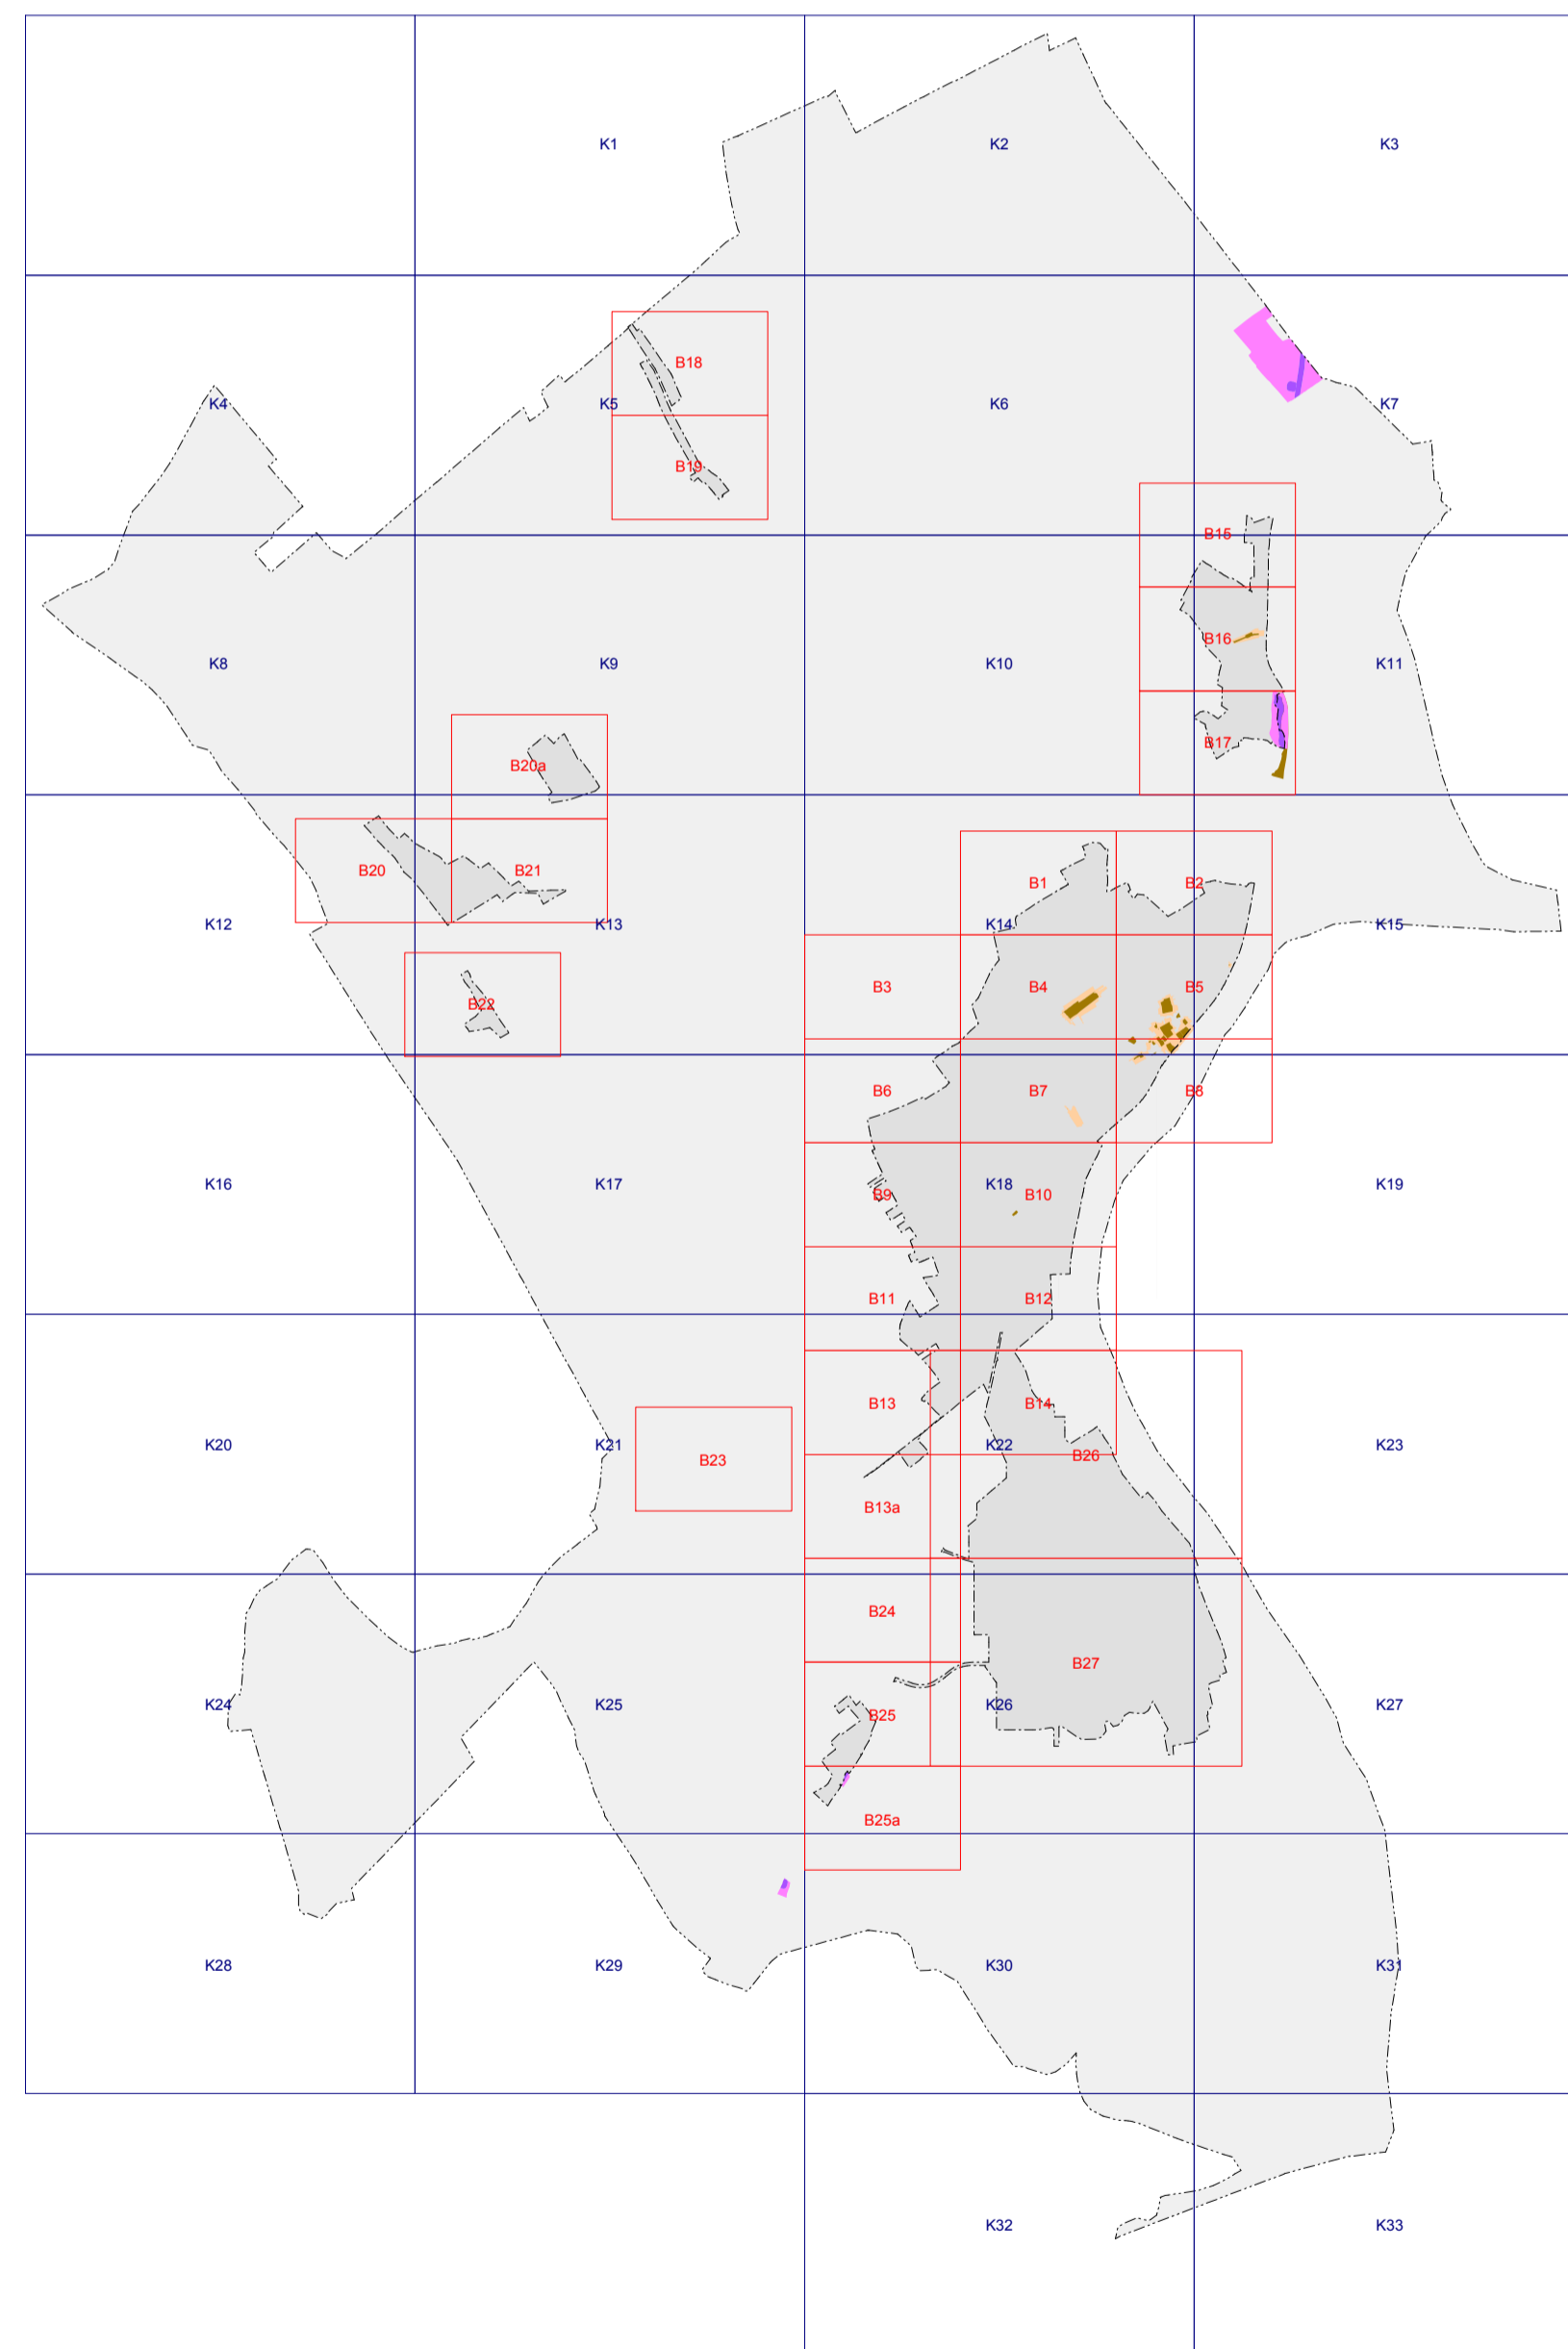 K1 K2 K3
B18
K4 K5 K6 K7
B19
B15
B16
K8 K9 K10 K11
B17
B20a
B20 B21 B1 B2
K12 K13 K14 K15
B22 B3 B4 B5
B6 B7 B8
K16 K17 K18 K19
B9 B10
B11 B12
B13 B14
K20 K21 K22 K23
B23 B26
B13a
B24
B27
K24 K25 K26 K27
B25
B25a
K28 K29 K30 K31
K32 K33